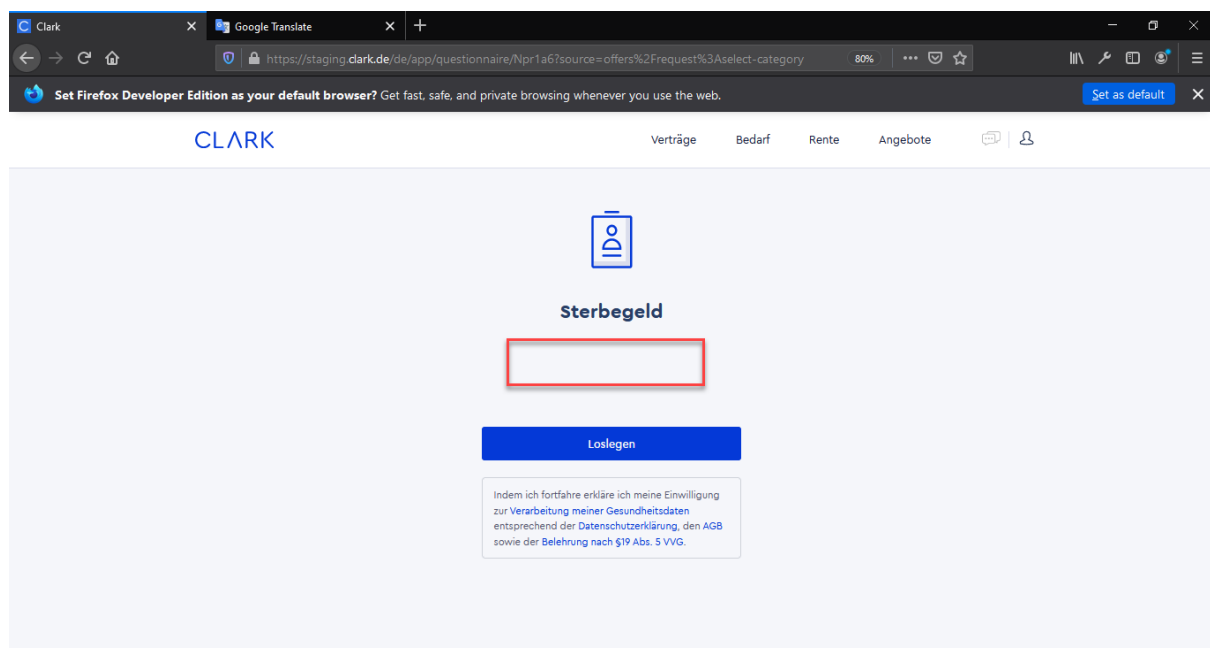 Clark
Google Translate
https://staging.clark.de/de/app/questionnaire/Npr1a6?source=offers%2Frequest%3Aselect-category
80%
Set Firefox Developer Edition as your default browser? Get fast, safe, and private browsing whenever you use the web.
Set as default
CLARK
Verträge Bedarf Rente Angebote
Sterbegeld
Loslegen
Indem ich fortfahre erkläre ich meine Einwilligung
zur Verarbeitung meiner Gesundheitsdaten
entsprechend der Datenschutzerklärung, den AGB
sowie der Belehrung nach §19 Abs. 5 VVG.